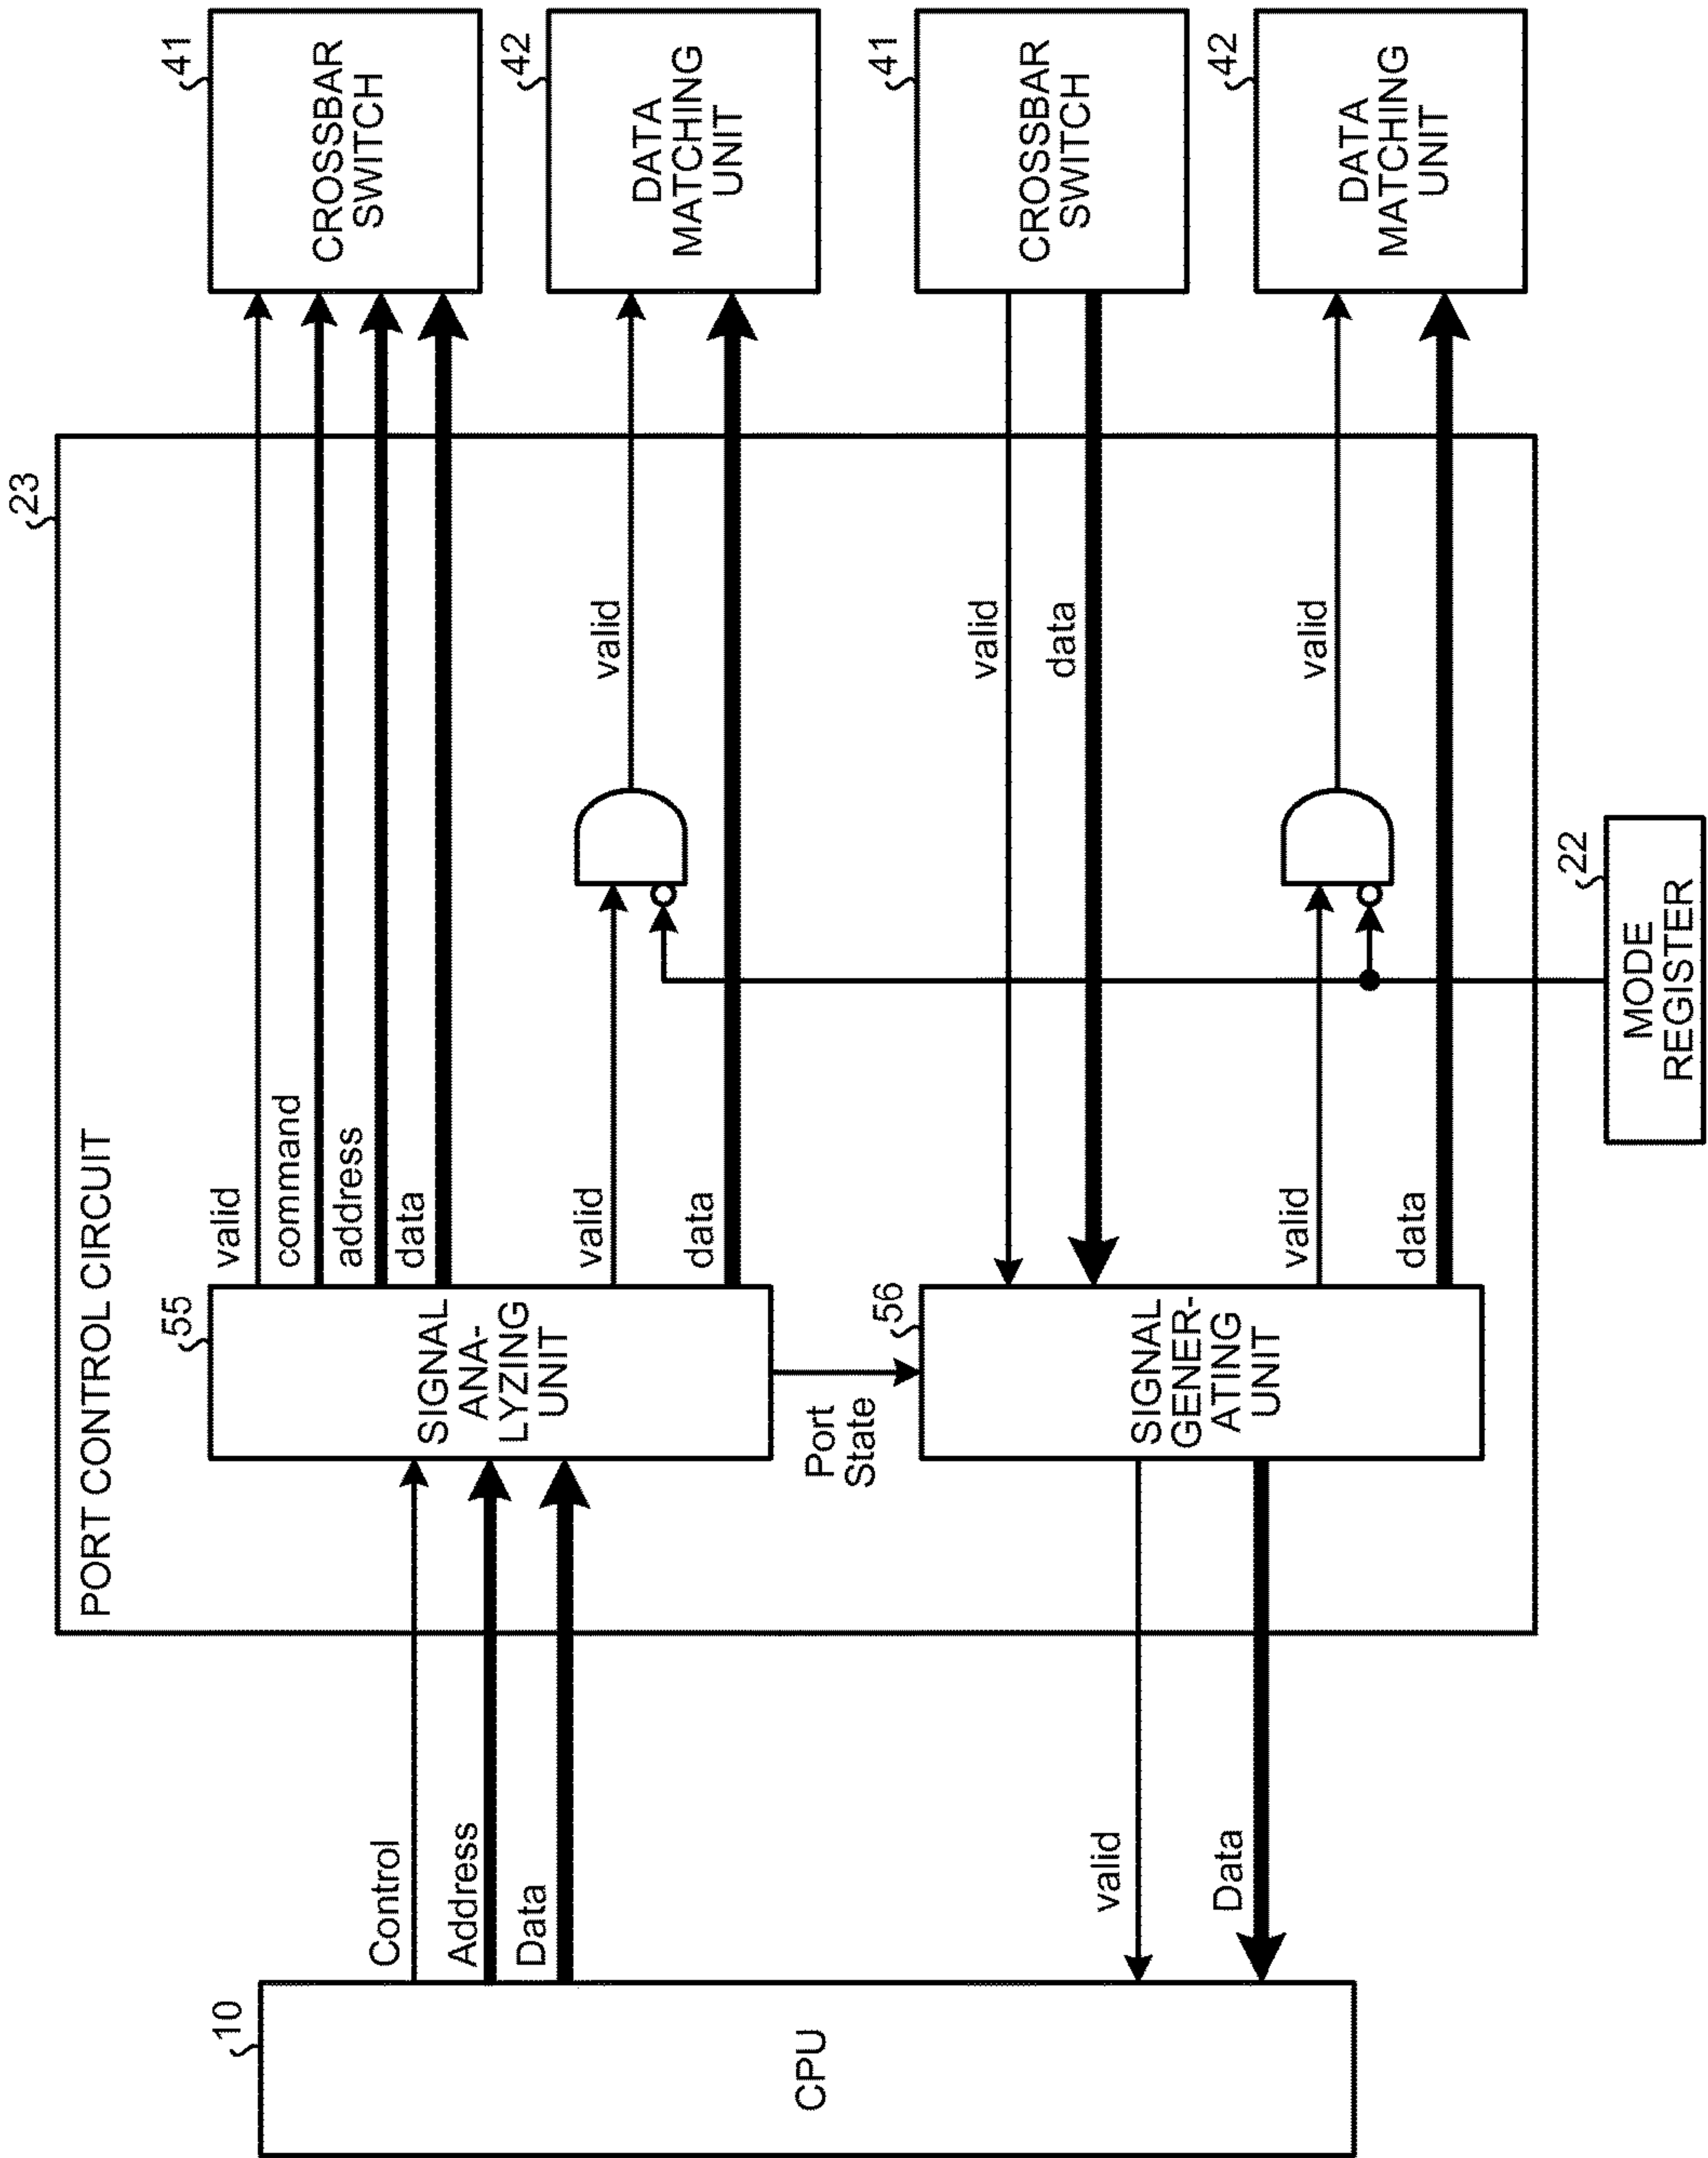 PORT CONTROL CIRCUIT
23
10
CPU
Control
Address
Data
valid
Data
55
SIGNAL
ANA-
LYZING
UNIT
Port
State
56
SIGNAL
GENER-
ATING
UNIT
valid
command
address
data
valid
data
valid
valid
data
valid
data
valid
22
MODE
REGISTER
41
CROSSBAR
SWITCH
42
DATA
MATCHING
UNIT
41
CROSSBAR
SWITCH
42
DATA
MATCHING
UNIT